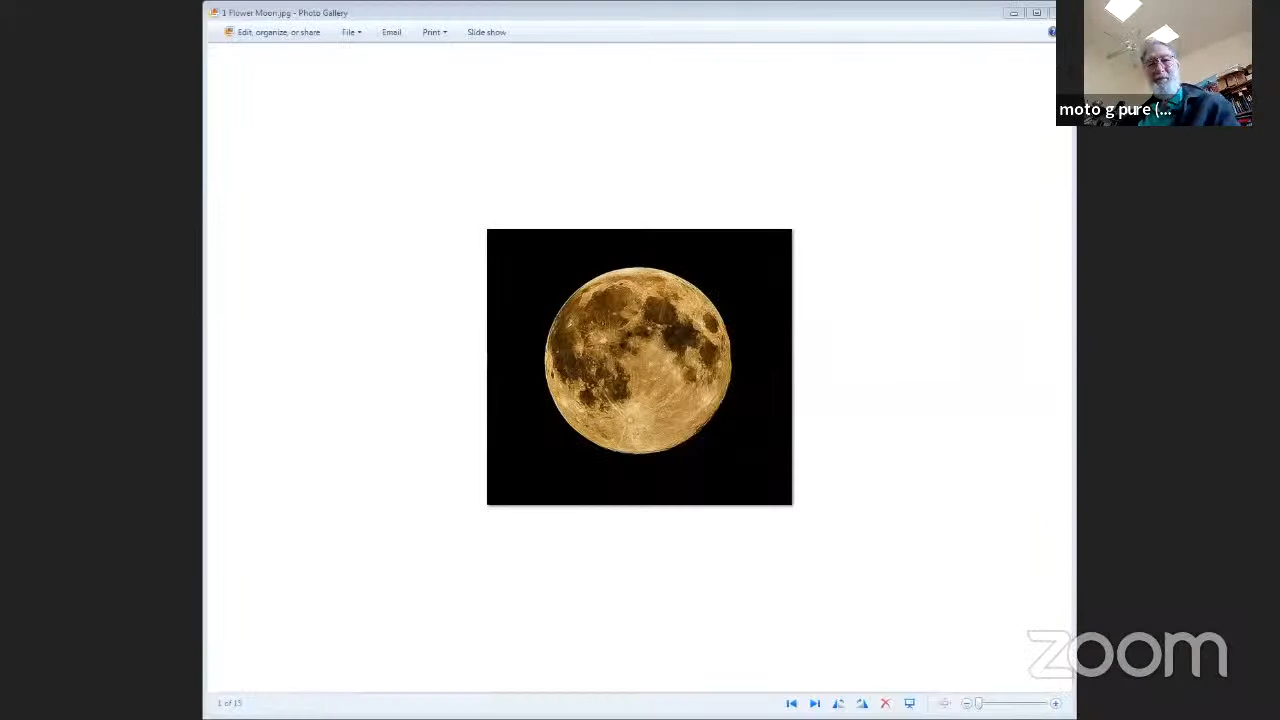 1 Flower Moon.jpg - Photo Gallery
Edit, organize, or share File Email Print Slide show
moto g pure (...
zoom
1 of 15